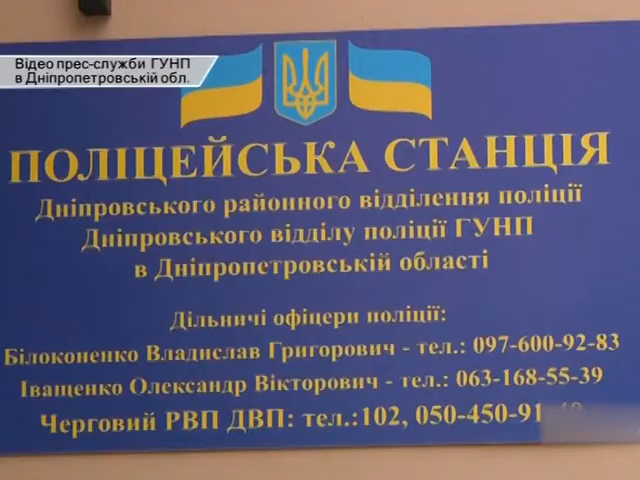 Відео прес-служби ГУНП
в Дніпропетровській обл.
ПОЛІЦЕЙСЬКА СТАНЦІЯ
Дніпровського районного відділення поліції
Дніпровського відділу поліції ГУНП
в Дніпропетровській області
Дільничі офіцери поліції:
Білоконенко Владислав Григорович - тел.: 097-600-92-83
Іващенко Олександр Вікторович - тел.: 063-168-55-39
Черговий РВП ДВП: тел.:102,